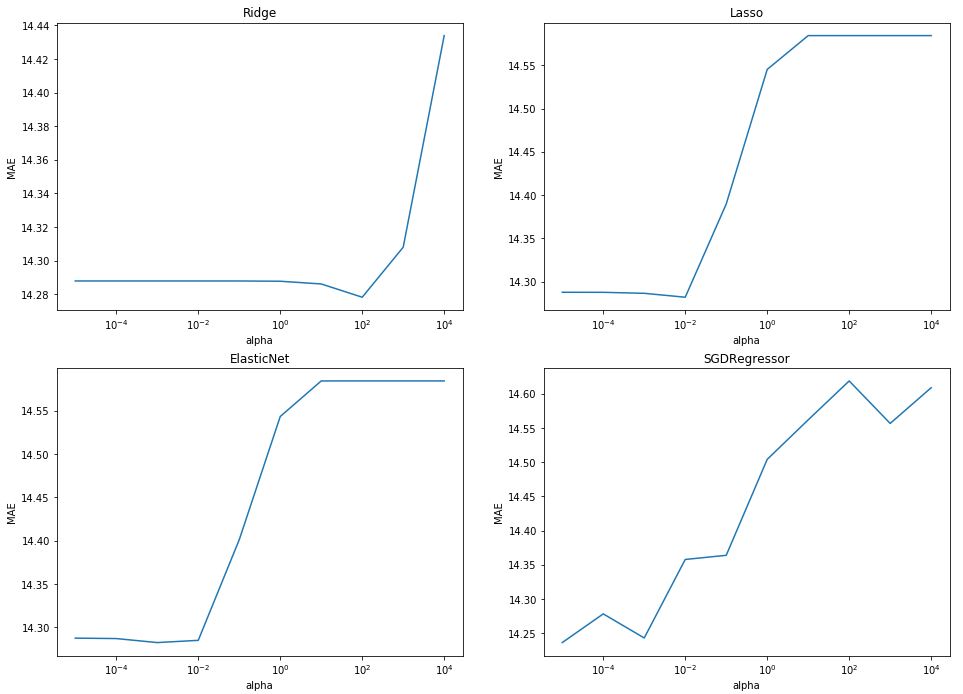 Ridge
MAE
14.44
14.42
14.40
14.38
14.36
14.34
14.32
14.30
14.28
10⁻⁴ 10⁻² 10⁰ 10² 10⁴
alpha
Lasso
MAE
14.55
14.50
14.45
14.40
14.35
14.30
10⁻⁴ 10⁻² 10⁰ 10² 10⁴
alpha
ElasticNet
MAE
14.55
14.50
14.45
14.40
14.35
14.30
10⁻⁴ 10⁻² 10⁰ 10² 10⁴
alpha
SGDRegressor
MAE
14.60
14.55
14.50
14.45
14.40
14.35
14.30
14.25
10⁻⁴ 10⁻² 10⁰ 10² 10⁴
alpha